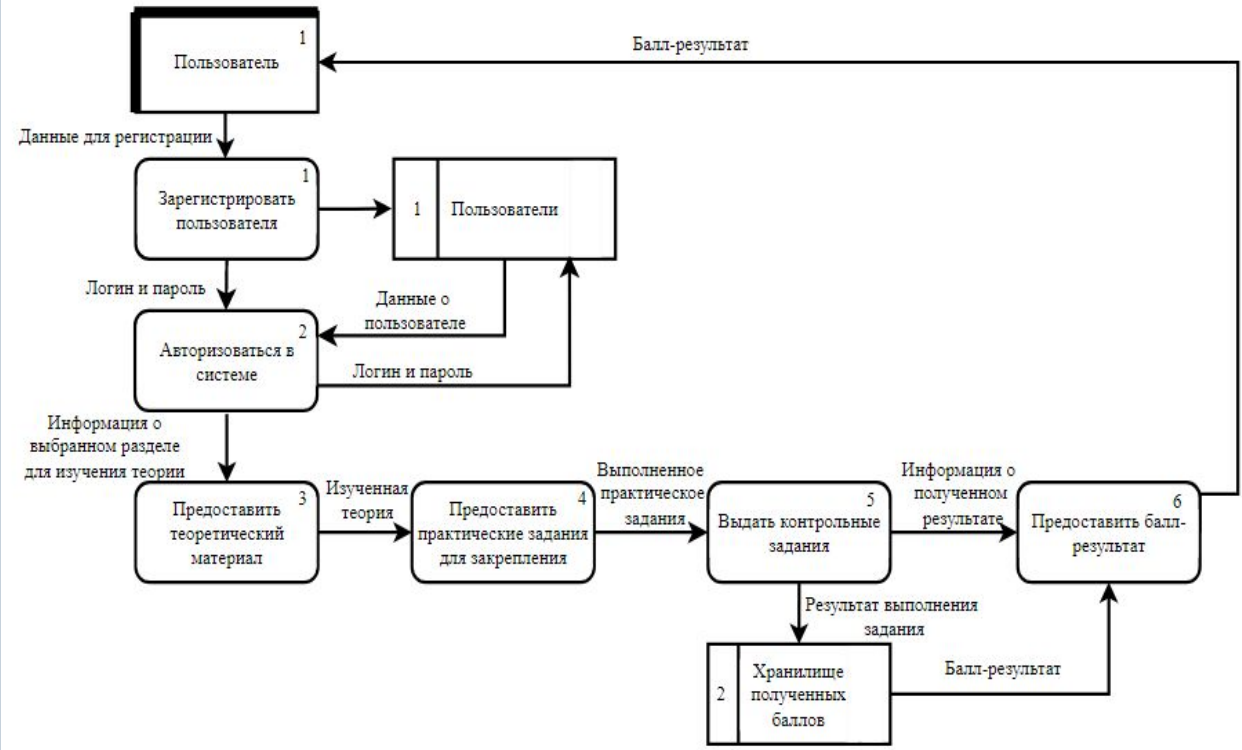 Балл-результат
1
Пользователь
Данные для регистрации
1
Зарегистрировать
пользователя
1
Пользователи
Логин и пароль
Данные о
пользователе
2
Авторизоваться в
системе
Логин и пароль
Информация о
выбранном разделе
для изучения теории
3
Предоставить
теоретический
материал
Изученная
теория
4
Предоставить
практические задания
для закрепления
Выполненное
практическое
задания
5
Выдать контрольные
задания
Информация о
полученном
результате
6
Предоставить балл-
результат
Результат выполнения
задания
2
Хранилище
полученных
баллов
Балл-результат